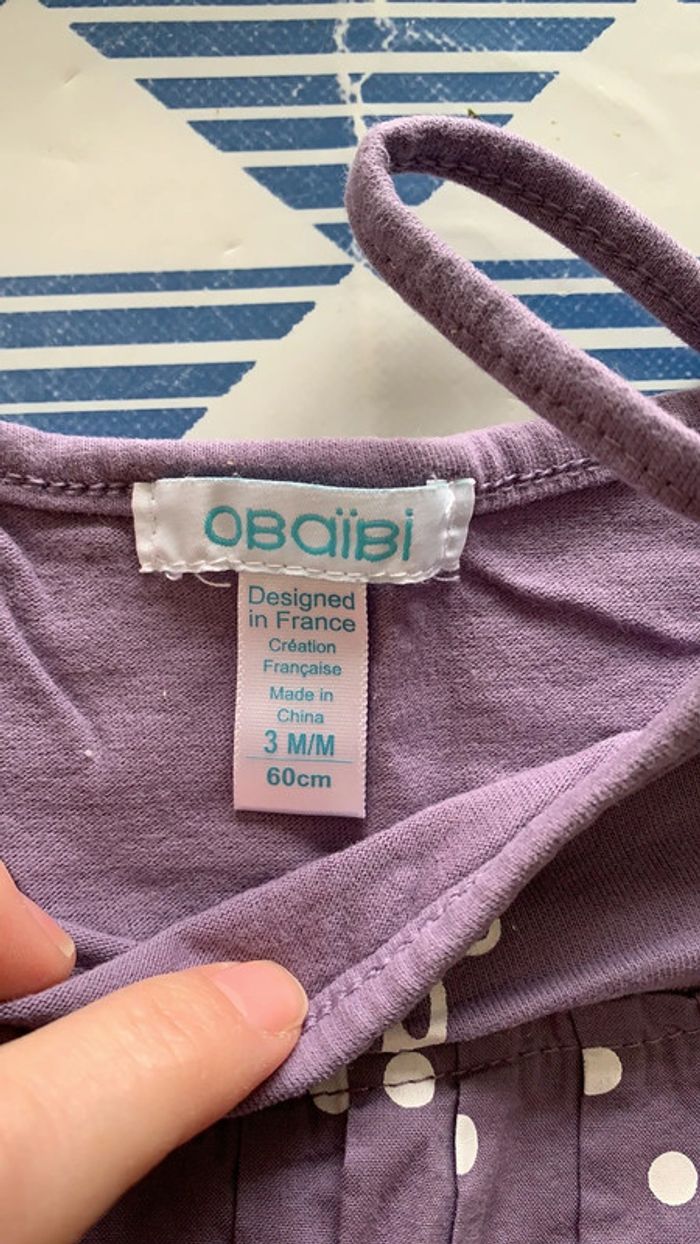 OBaïBi
Designed
in France
Création
Française
Made in
China
3 M/M
60cm